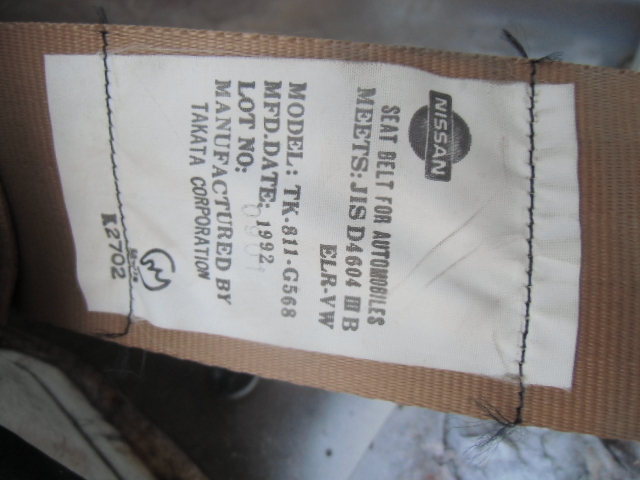 NISSAN
SEAT BELT FOR AUTOMOBILES
MEETS: JIS D4604 III B
ELR-VW
MODEL: TK-811-G568
MFD.DATE: 1992
LOT NO:
MANUFACTURED BY
TAKATA CORPORATION
K2702